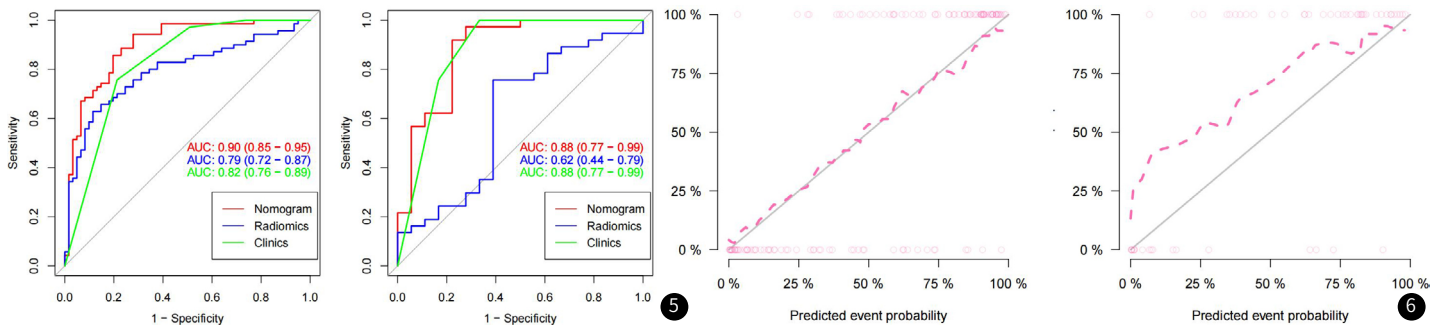 1.0
0.8
0.6
0.4
0.2
0.0
Sensitivity
AUC: 0.90 (0.85 − 0.95)
AUC: 0.79 (0.72 − 0.87)
AUC: 0.82 (0.76 − 0.89)
Nomogram
Radiomics
Clinics
0.0 0.2 0.4 0.6 0.8 1.0
1 − Specificity
1.0
0.8
0.6
0.4
0.2
0.0
Sensitivity
AUC: 0.88 (0.77 − 0.99)
AUC: 0.62 (0.44 − 0.79)
AUC: 0.88 (0.77 − 0.99)
Nomogram
Radiomics
Clinics
0.0 0.2 0.4 0.6 0.8 1.0
1 − Specificity
5
100 %
75 %
50 %
25 %
0 %
0 % 25 % 50 % 75 % 100 %
Predicted event probability
100 %
75 %
50 %
25 %
0 %
0 % 25 % 50 % 75 % 100 %
Predicted event probability
6